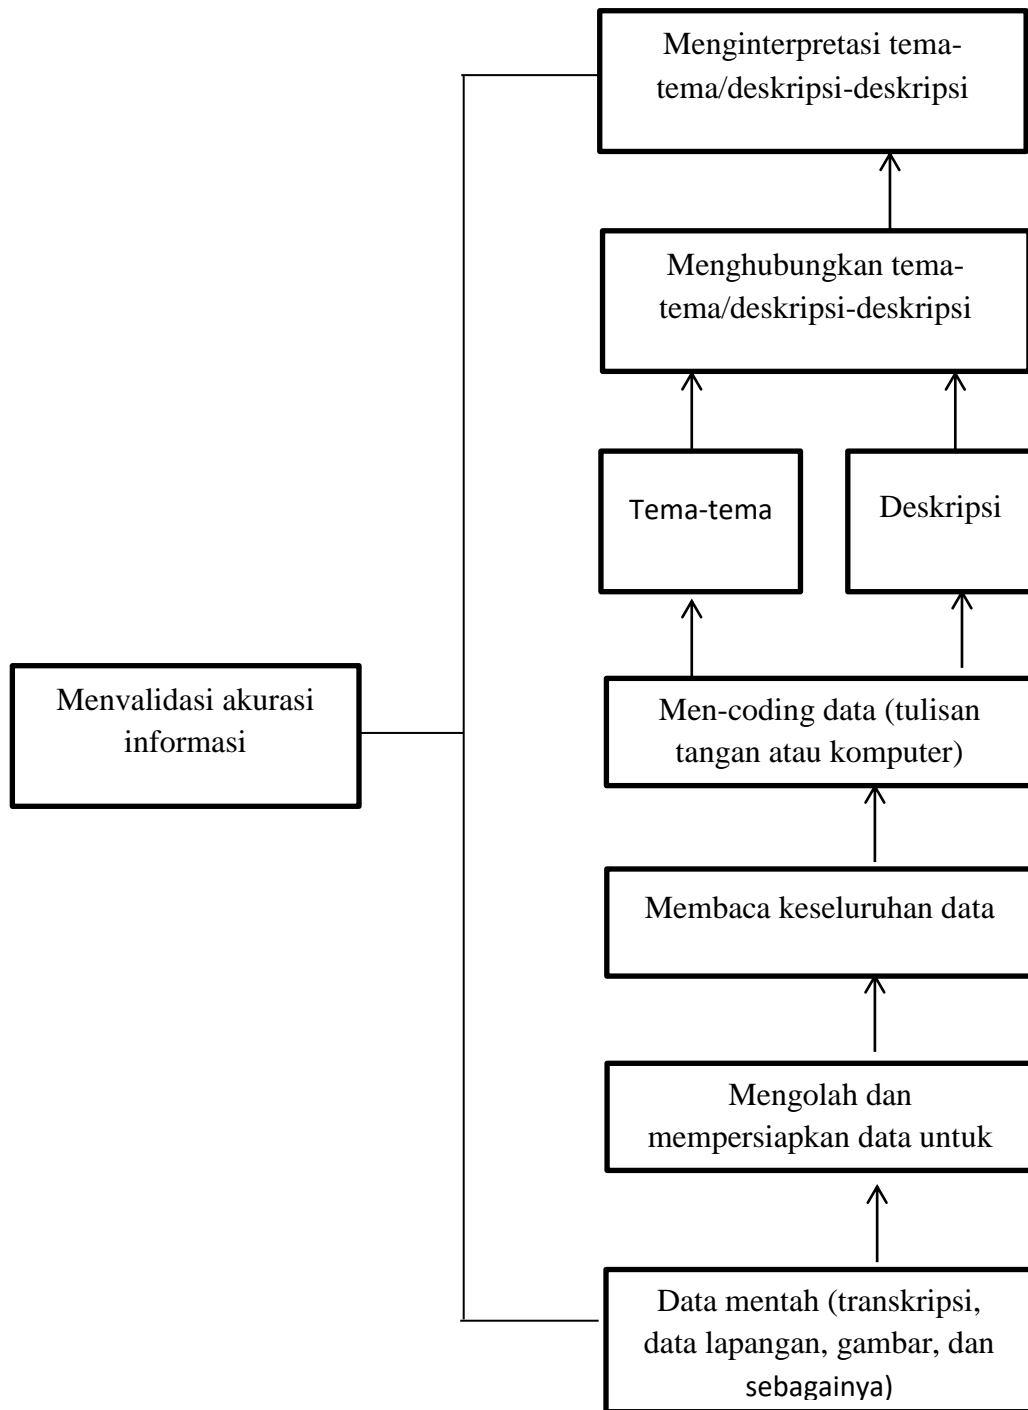 Menginterpretasi tema-
tema/deskripsi-deskripsi
Menghubungkan tema-
tema/deskripsi-deskripsi
Tema-tema
Deskripsi
Menvalidasi akurasi
informasi
Men-coding data (tulisan
tangan atau komputer)
Membaca keseluruhan data
Mengolah dan
mempersiapkan data untuk
Data mentah (transkripsi,
data lapangan, gambar, dan
sebagainya)